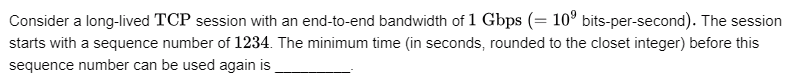 Consider a long-lived TCP session with an end-to-end bandwidth of 1 Gbps (= 10⁹ bits-per-second). The session
starts with a sequence number of 1234. The minimum time (in seconds, rounded to the closet integer) before this
sequence number can be used again is __________.